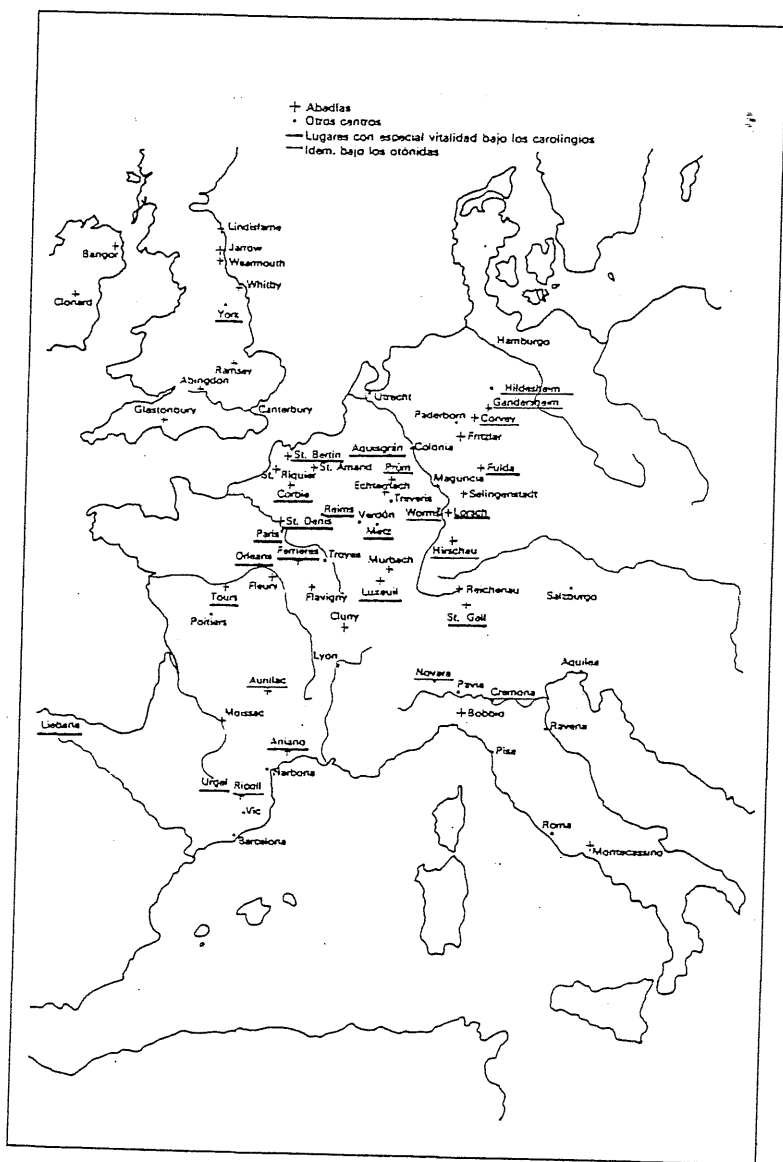 + Abadías
• Otros centros
— Lugares con especial vitalidad bajo los carolingios
— Idem. bajo los otónidas
Lindisfarne
Bangor
Jarrow
Wearmouth
Clonard
Whitby
York
Hamburgo
Ramsey
Abingdon
Utrecht
Hildesheim
Gandersheim
Glastonbury
Canterbury
Paderborn
Corvey
Fritzlar
St. Bertin
Aquisgrán
Colonia
St. Riquier
St. Amand
Prüm
Fulda
Corbie
Echternach
Maguncia
Treveris
Selingenstadt
Reims
Verdún
Worms
Lorsch
St. Denis
Metz
Paris
Hirschau
Orleans
Ferrieres
Troyes
Murbach
Tours
Fleury
Flavigny
Luxeuil
Reichenau
Salzburgo
Poitiers
Cluny
St. Gall
Lyon
Aurillac
Novara
Pavia
Cremona
Aquilea
Moissac
Bobbio
Liebana
Ravena
Aniano
Pisa
Narbona
Urgel
Ripoll
Vic
Barcelona
Roma
Montecassino